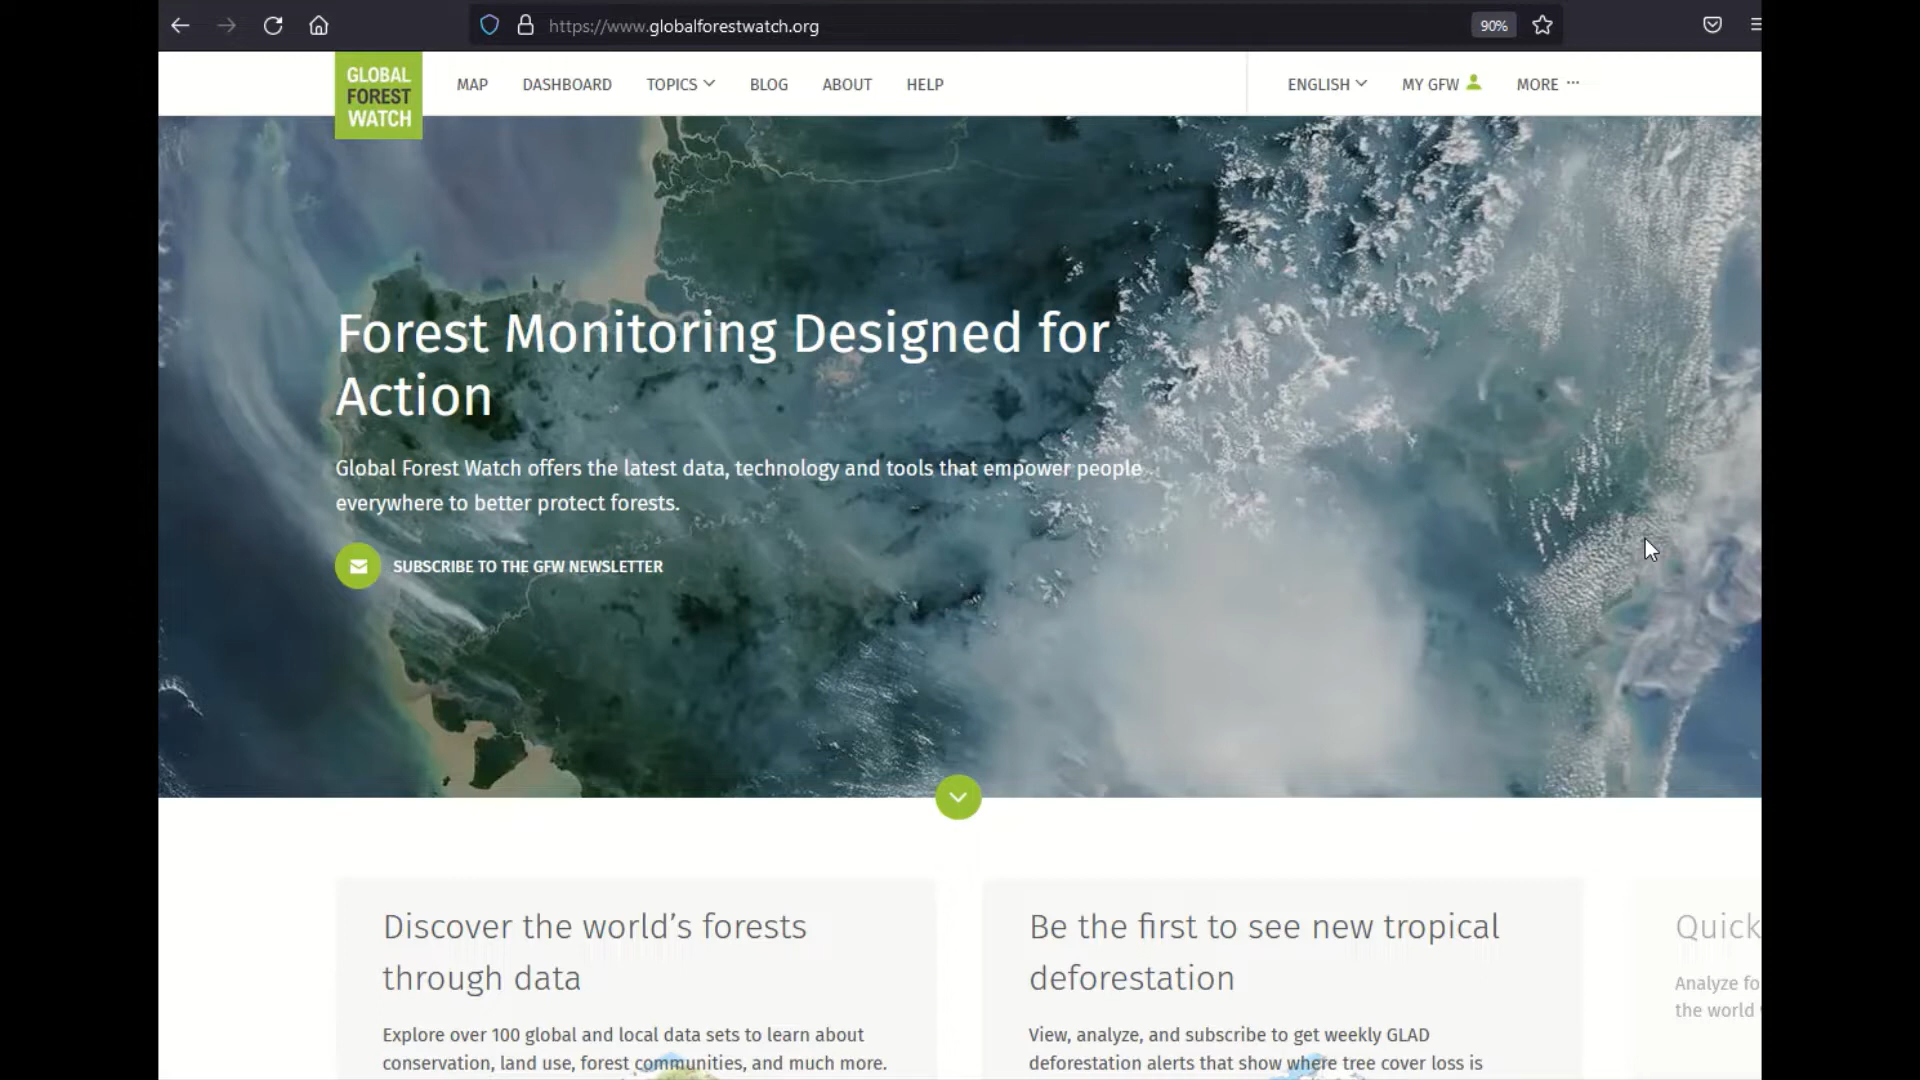 https://www.globalforestwatch.org
90%
GLOBAL
FOREST
WATCH
MAP DASHBOARD TOPICS BLOG ABOUT HELP ENGLISH MY GFW MORE
Forest Monitoring Designed for
Action
Global Forest Watch offers the latest data, technology and tools that empower people
everywhere to better protect forests.
SUBSCRIBE TO THE GFW NEWSLETTER
Discover the world's forests
through data
Explore over 100 global and local data sets to learn about
conservation, land use, forest communities, and much more.
Be the first to see new tropical
deforestation
View, analyze, and subscribe to get weekly GLAD
deforestation alerts that show where tree cover loss is
Quick
Analyze fo
the world